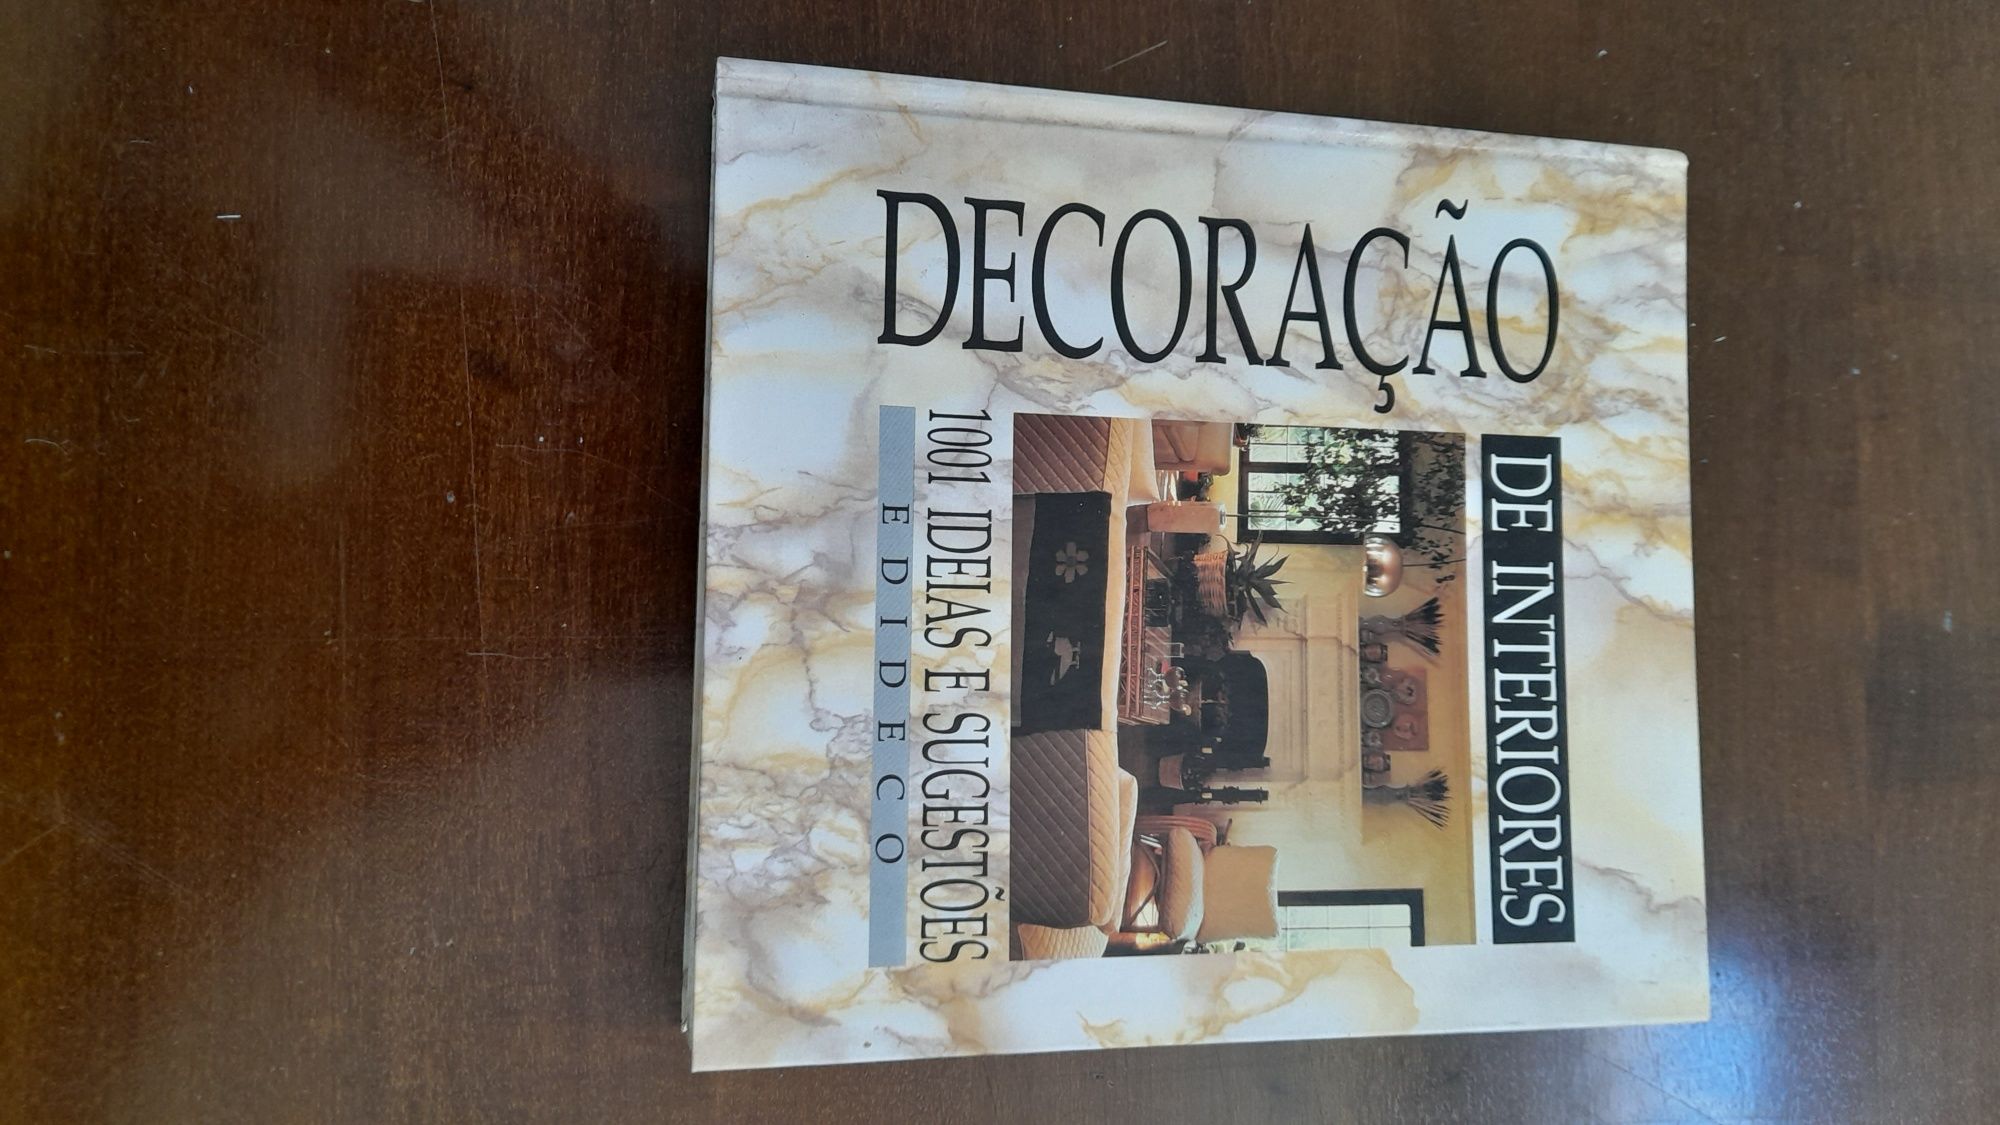 DECORAÇÃO
DE INTERIORES
1001 IDEIAS E SUGESTÕES
EDIDECO